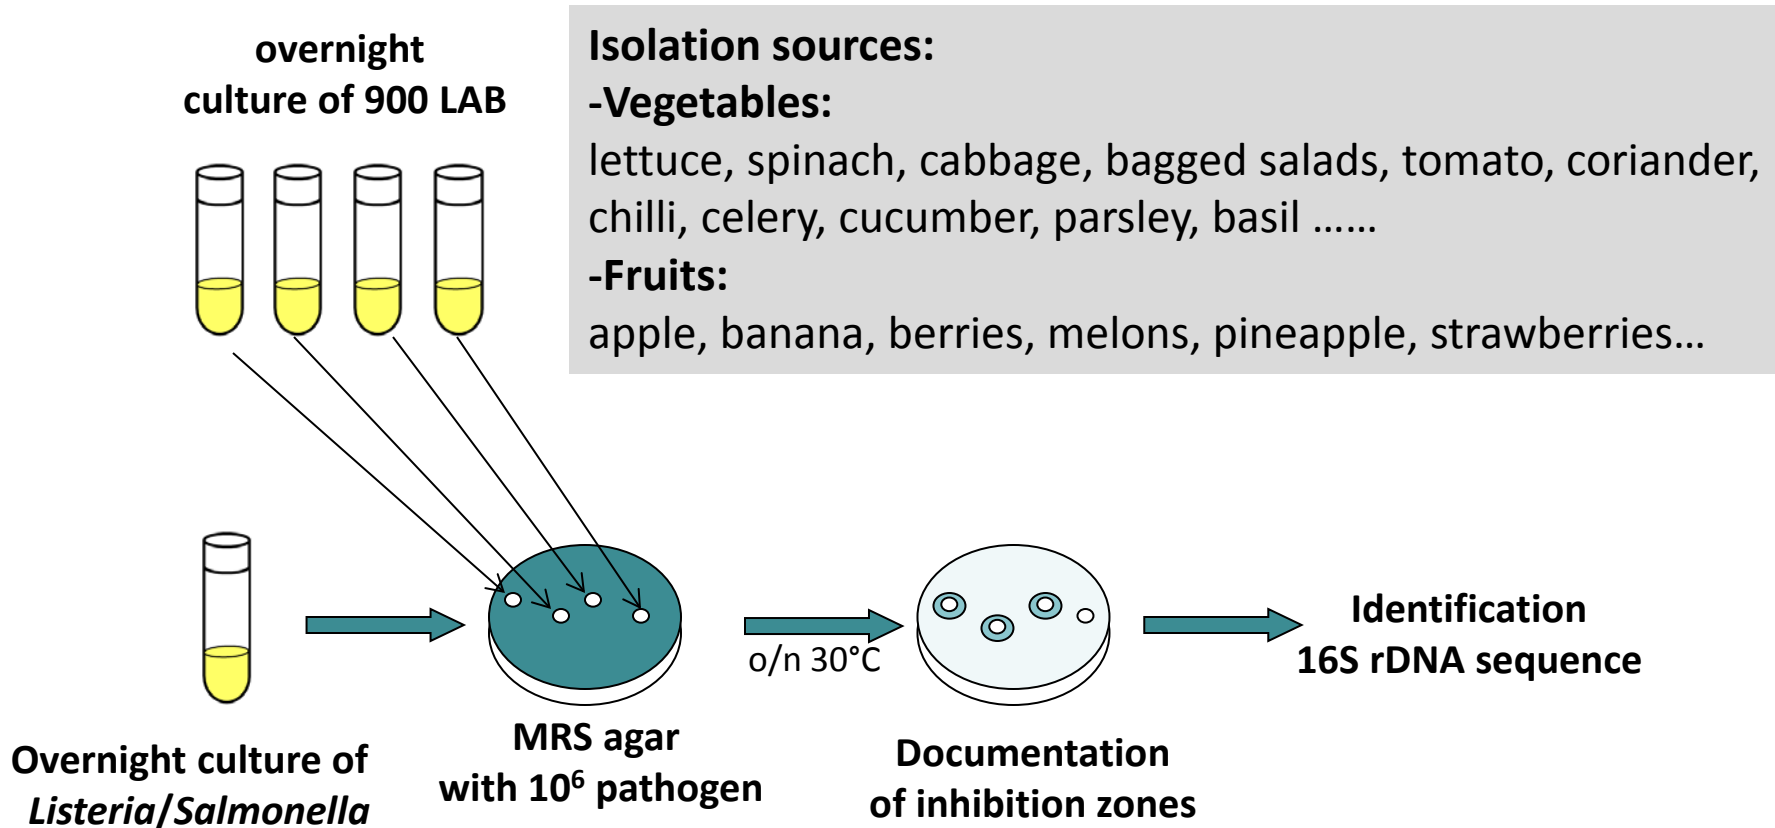 overnight
culture of 900 LAB
Isolation sources:
-Vegetables:
lettuce, spinach, cabbage, bagged salads, tomato, coriander,
chilli, celery, cucumber, parsley, basil ……
-Fruits:
apple, banana, berries, melons, pineapple, strawberries…
Overnight culture of
Listeria/Salmonella
MRS agar
with 10⁶ pathogen
o/n 30°C
Documentation
of inhibition zones
Identification
16S rDNA sequence